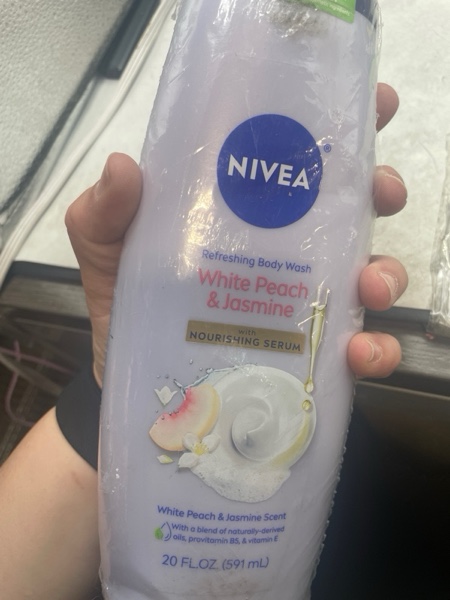 NIVEA®
Refreshing Body Wash
White Peach
& Jasmine
with
NOURISHING SERUM
White Peach & Jasmine Scent
With a blend of naturally-derived
oils, provitamin B5, & vitamin E
20 FL.OZ. (591 mL)